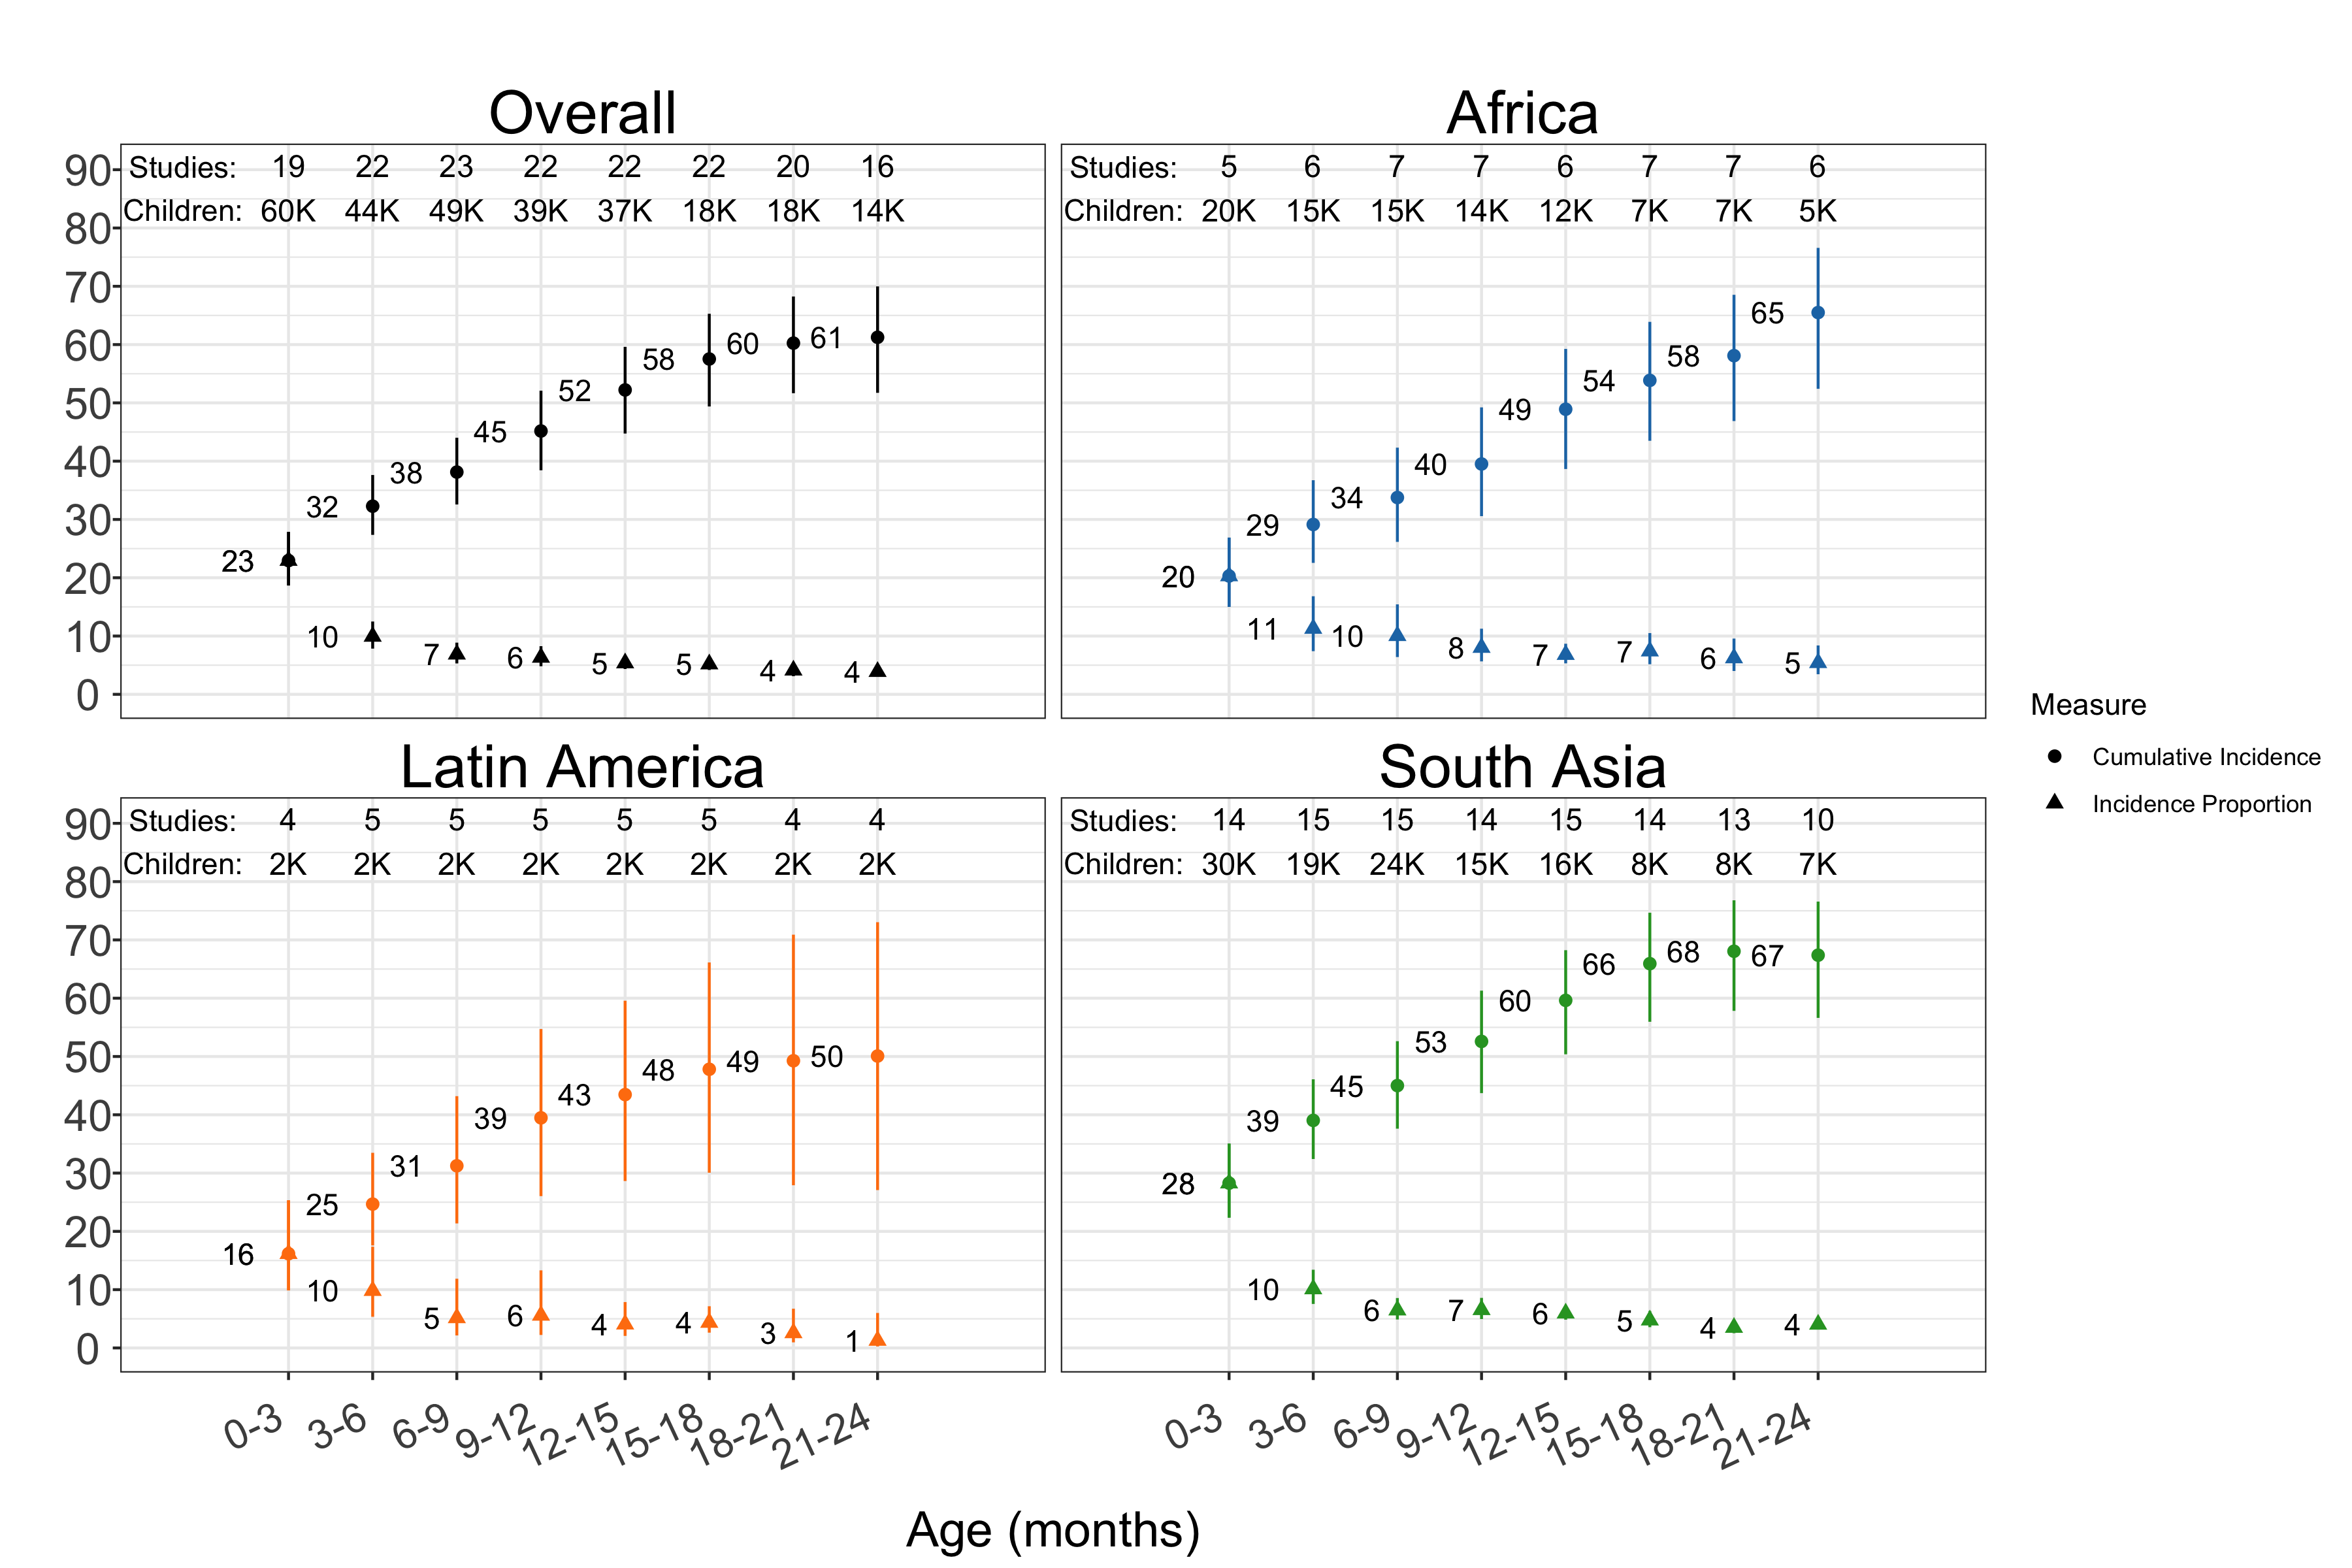 Overall
Studies: 19 22 23 22 22 22 20 16
Children: 60K 44K 49K 39K 37K 18K 18K 14K
90
80
70
60
50
40
30
20
10
0
23 32 38 45 52 58 60 61
10 7 6 5 5 4 4
Africa
Studies: 5 6 7 7 6 7 7 6
Children: 20K 15K 15K 14K 12K 7K 7K 5K
20 29 34 40 49 54 58 65
11 10 8 7 7 6 5
Latin America
Studies: 4 5 5 5 5 5 4 4
Children: 2K 2K 2K 2K 2K 2K 2K 2K
90
80
70
60
50
40
30
20
10
0
16 25 31 39 43 48 49 50
10 5 6 4 4 3 1
0-3 3-6 6-9 9-12 12-15 15-18 18-21 21-24
South Asia
Studies: 14 15 15 14 15 14 13 10
Children: 30K 19K 24K 15K 16K 8K 8K 7K
28 39 45 53 60 66 68 67
10 6 7 6 5 4 4
0-3 3-6 6-9 9-12 12-15 15-18 18-21 21-24
Age (months)
Measure
Cumulative Incidence
Incidence Proportion